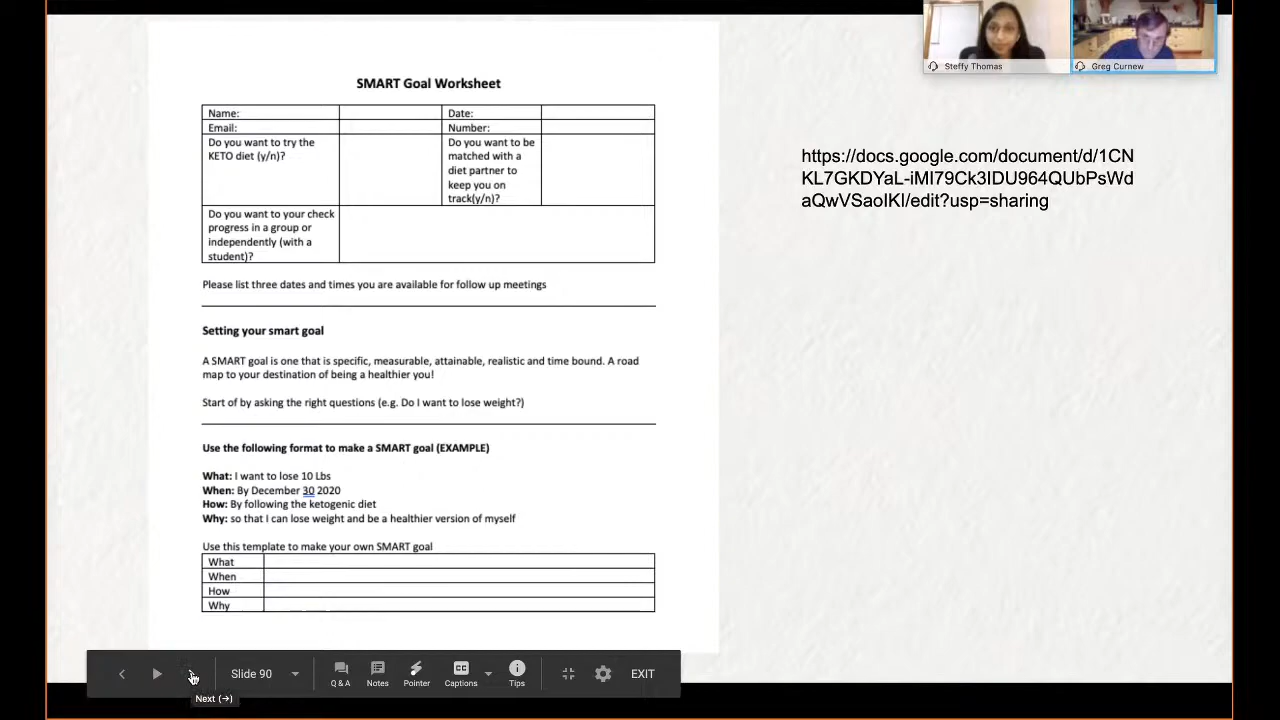 Steffy Thomas
Greg Curnew
SMART Goal Worksheet
Name:
Date:
Email:
Number:
Do you want to try the
KETO diet (y/n)?
Do you want to be
matched with a
diet partner to
keep you on
track(y/n)?
Do you want to your check
progress in a group or
independently (with a
student)?
https://docs.google.com/document/d/1CN
KL7GKDYaL-iMI79Ck3IDU964QUbPsWd
aQwVSaoIKI/edit?usp=sharing
Please list three dates and times you are available for follow up meetings
Setting your smart goal
A SMART goal is one that is specific, measurable, attainable, realistic and time bound. A road
map to your destination of being a healthier you!
Start of by asking the right questions (e.g. Do I want to lose weight?)
Use the following format to make a SMART goal (EXAMPLE)
What: I want to lose 10 Lbs
When: By December 30 2020
How: By following the ketogenic diet
Why: so that I can lose weight and be a healthier version of myself
Use this template to make your own SMART goal
What
When
How
Why
Slide 90
Q & A
Notes
Pointer
Captions
Tips
EXIT
Next (→)